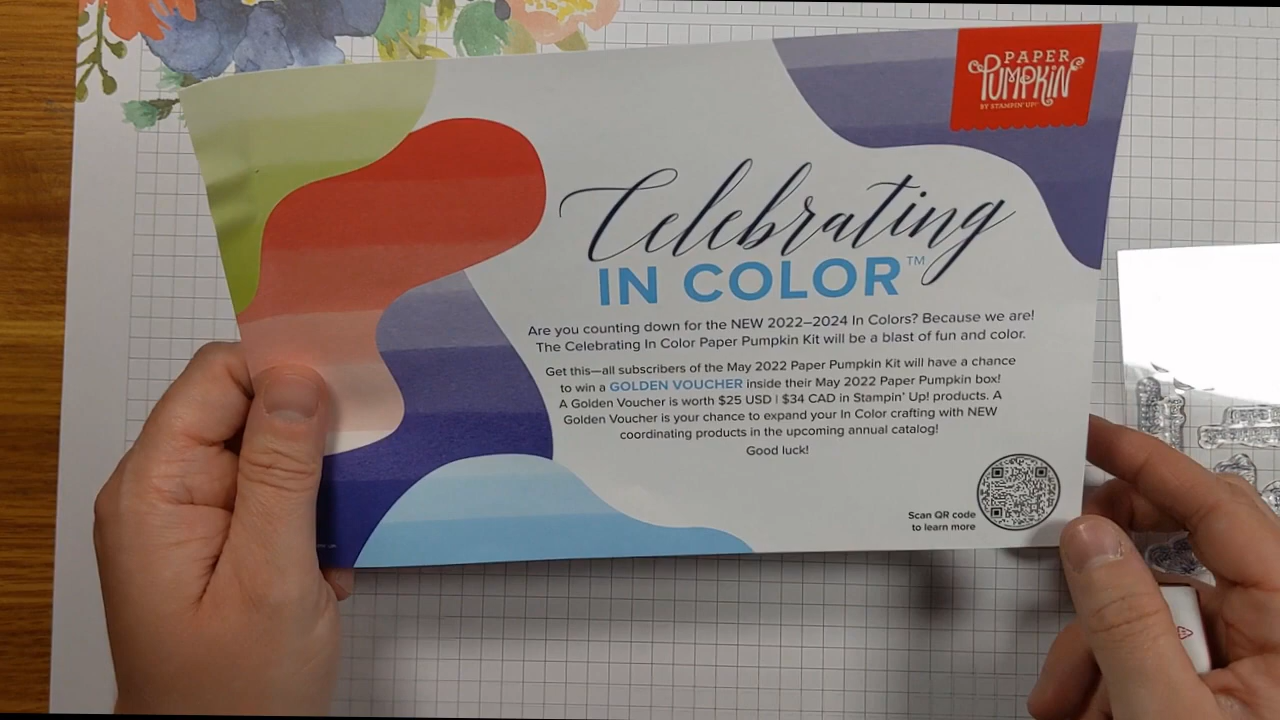 PAPER
PUMPKIN
BY STAMPIN' UP!
Celebrating
IN COLOR™
Are you counting down for the NEW 2022–2024 In Colors? Because we are!
The Celebrating In Color Paper Pumpkin Kit will be a blast of fun and color.
Get this—all subscribers of the May 2022 Paper Pumpkin Kit will have a chance
to win a GOLDEN VOUCHER inside their May 2022 Paper Pumpkin box!
A Golden Voucher is worth $25 USD | $34 CAD in Stampin' Up! products. A
Golden Voucher is your chance to expand your In Color crafting with NEW
coordinating products in the upcoming annual catalog!
Good luck!
Scan QR code
to learn more